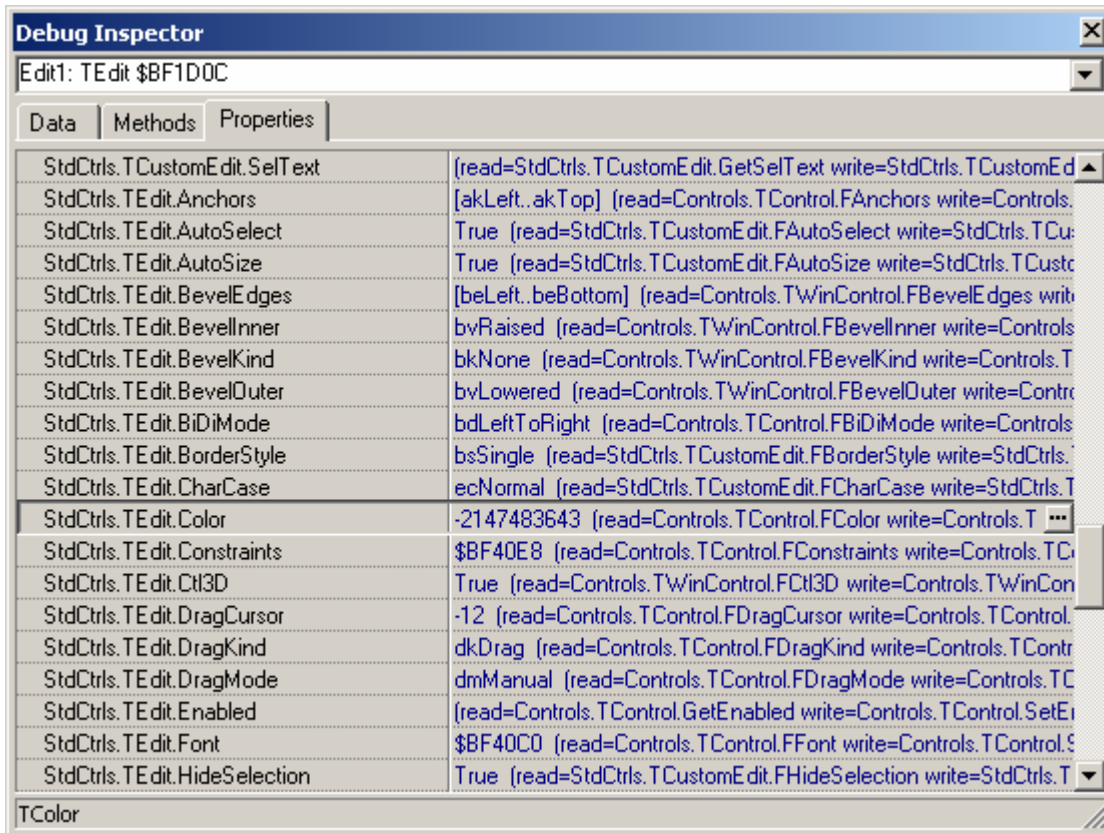 Debug Inspector
Edit1: TEdit $BF1D0C
Data Methods Properties
StdCtrls.TCustomEdit.SelText (read=StdCtrls.TCustomEdit.GetSelText write=StdCtrls.TCustomEd
StdCtrls.TEdit.Anchors [akLeft..akTop] (read=Controls.TControl.FAnchors write=Controls.
StdCtrls.TEdit.AutoSelect True (read=StdCtrls.TCustomEdit.FAutoSelect write=StdCtrls.TCu
StdCtrls.TEdit.AutoSize True (read=StdCtrls.TCustomEdit.FAutoSize write=StdCtrls.TCusto
StdCtrls.TEdit.BevelEdges [beLeft..beBottom] (read=Controls.TWinControl.FBevelEdges writ
StdCtrls.TEdit.BevelInner bvRaised (read=Controls.TWinControl.FBevelInner write=Controls
StdCtrls.TEdit.BevelKind bkNone (read=Controls.TWinControl.FBevelKind write=Controls.T
StdCtrls.TEdit.BevelOuter bvLowered (read=Controls.TWinControl.FBevelOuter write=Contro
StdCtrls.TEdit.BiDiMode bdLeftToRight (read=Controls.TControl.FBiDiMode write=Controls
StdCtrls.TEdit.BorderStyle bsSingle (read=StdCtrls.TCustomEdit.FBorderStyle write=StdCtrls.
StdCtrls.TEdit.CharCase ecNormal (read=StdCtrls.TCustomEdit.FCharCase write=StdCtrls.T
StdCtrls.TEdit.Color -2147483643 (read=Controls.TControl.FColor write=Controls.T ...
StdCtrls.TEdit.Constraints $BF40E8 (read=Controls.TControl.FConstraints write=Controls.TC
StdCtrls.TEdit.Ctl3D True (read=Controls.TWinControl.FCtl3D write=Controls.TWinCon
StdCtrls.TEdit.DragCursor -12 (read=Controls.TControl.FDragCursor write=Controls.TControl.
StdCtrls.TEdit.DragKind dkDrag (read=Controls.TControl.FDragKind write=Controls.TContr
StdCtrls.TEdit.DragMode dmManual (read=Controls.TControl.FDragMode write=Controls.TC
StdCtrls.TEdit.Enabled (read=Controls.TControl.GetEnabled write=Controls.TControl.SetE
StdCtrls.TEdit.Font $BF40C0 (read=Controls.TControl.FFont write=Controls.TControl.S
StdCtrls.TEdit.HideSelection True (read=StdCtrls.TCustomEdit.FHideSelection write=StdCtrls.T
TColor